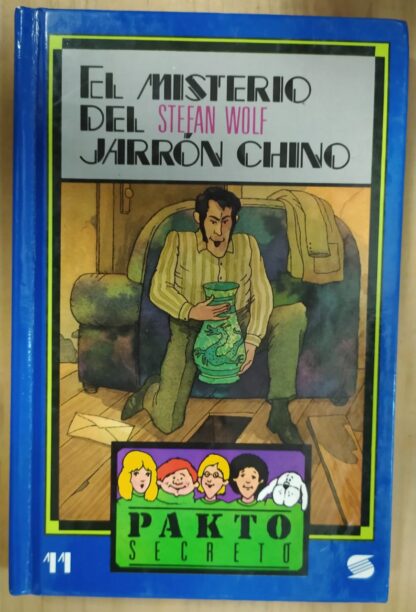 EL MISTERIO
DEL STEFAN WOLF
JARRÓN CHINO
PAKTO
SECRETO
11